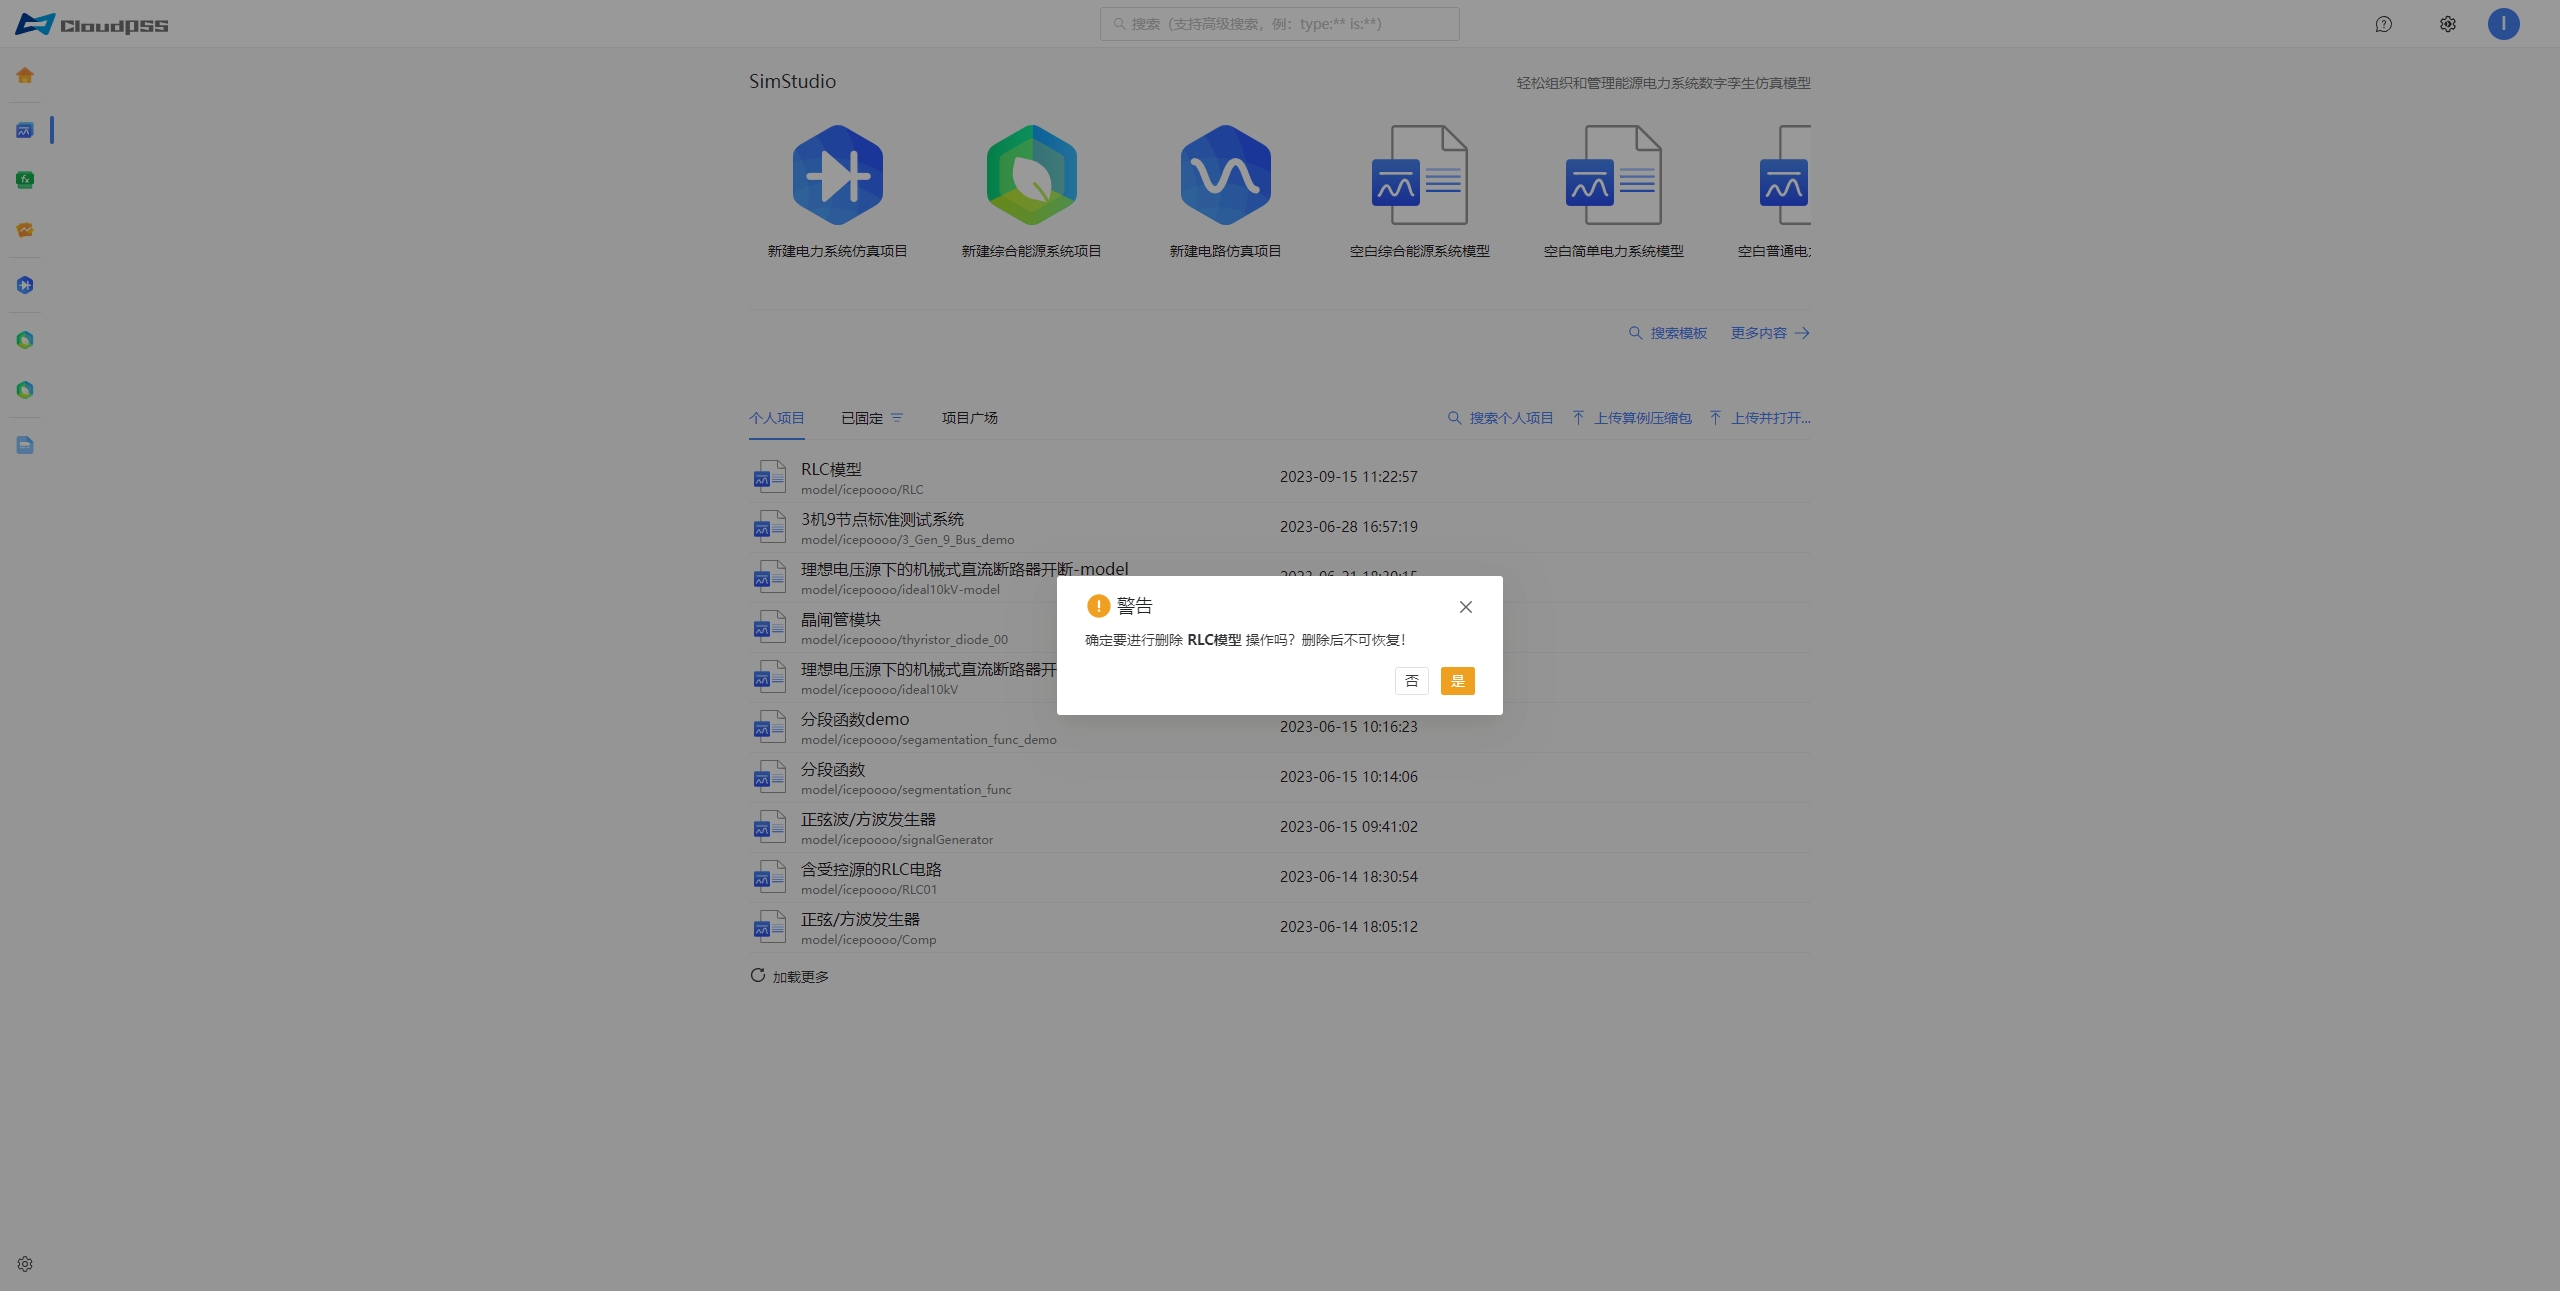 CloudPSS
搜索（支持高级搜索，例：type:** is:**）
I
SimStudio
轻松组织和管理能源电力系统数字孪生仿真模型
新建电力系统仿真项目
新建综合能源系统项目
新建电路仿真项目
空白综合能源系统模型
空白简单电力系统模型
空白普通电
搜索模板
更多内容
个人项目
已固定
项目广场
搜索个人项目
上传算例压缩包
上传并打开...
RLC模型
model/icepoooo/RLC
2023-09-15 11:22:57
3机9节点标准测试系统
model/icepoooo/3_Gen_9_Bus_demo
2023-06-28 16:57:19
理想电压源下的机械式直流断路器开断-model
model/icepoooo/ideal10kV-model
晶闸管模块
model/icepoooo/thyristor_diode_00
理想电压源下的机械式直流断路器开
model/icepoooo/ideal10kV
警告
确定要进行删除 RLC模型 操作吗？删除后不可恢复！
否
是
分段函数demo
model/icepoooo/segamentation_func_demo
2023-06-15 10:16:23
分段函数
model/icepoooo/segmentation_func
2023-06-15 10:14:06
正弦波/方波发生器
model/icepoooo/signalGenerator
2023-06-15 09:41:02
含受控源的RLC电路
model/icepoooo/RLC01
2023-06-14 18:30:54
正弦/方波发生器
model/icepoooo/Comp
2023-06-14 18:05:12
加载更多